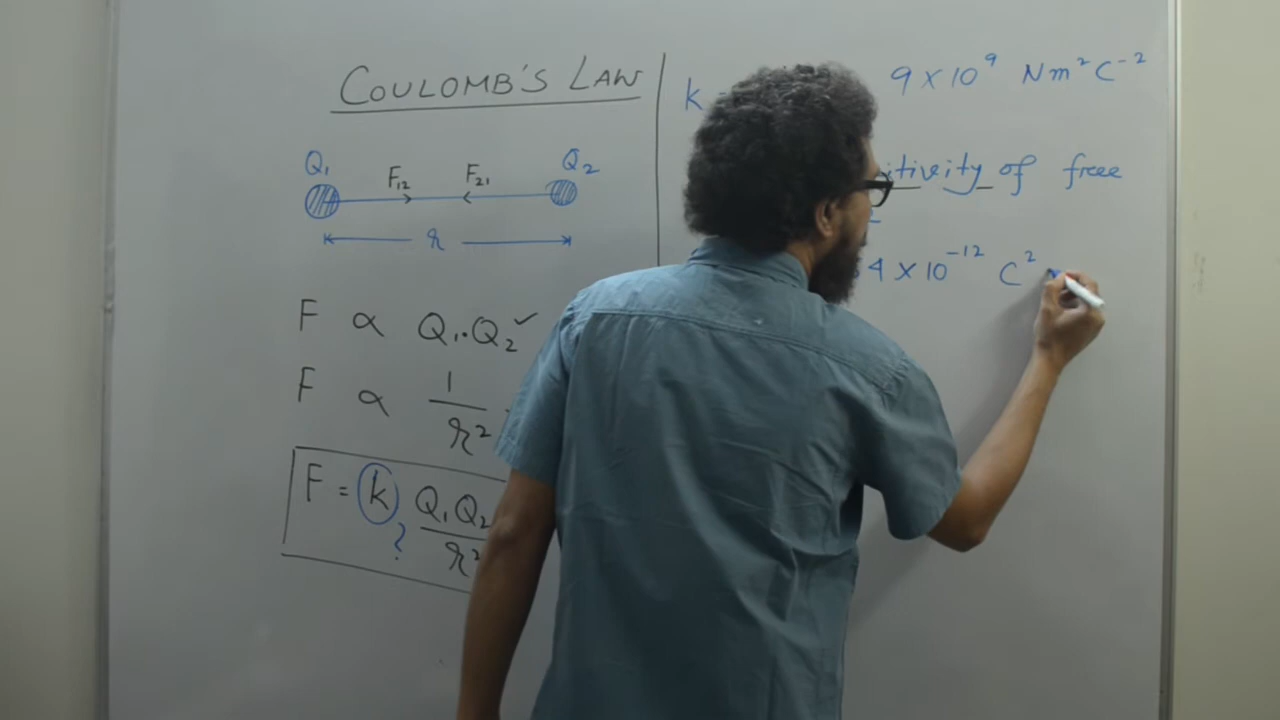 COULOMB'S LAW
Q₁ F₁₂ F₂₁ Q₂
r
F ∝ Q₁.Q₂ ✓
F ∝ 1/r²
F = k Q₁Q₂/r²
?
k 9 × 10⁹ Nm²C⁻²
itivity of free
4 × 10⁻¹² C²